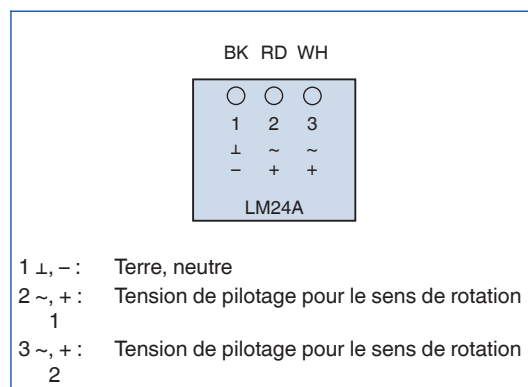 BK RD WH
1 2 3
⊥ ~ ~
– + +
LM24A
1 ⊥, – : Terre, neutre
2 ~, + : Tension de pilotage pour le sens de rotation
1
3 ~, + : Tension de pilotage pour le sens de rotation
2